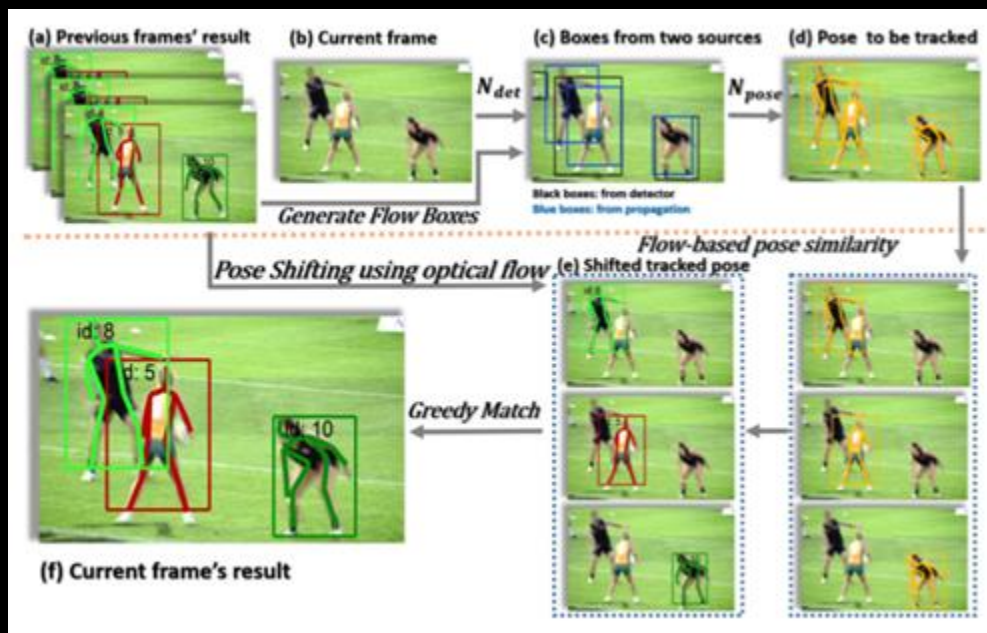 (a) Previous frames' result
(b) Current frame
(c) Boxes from two sources
(d) Pose to be tracked
N_det
N_pose
Black boxes: from detector
Blue boxes: from propagation
Generate Flow Boxes
Flow-based pose similarity
Pose Shifting using optical flow
(e) Shifted tracked pose
id: 8
id: 5
id: 10
Greedy Match
(f) Current frame's result